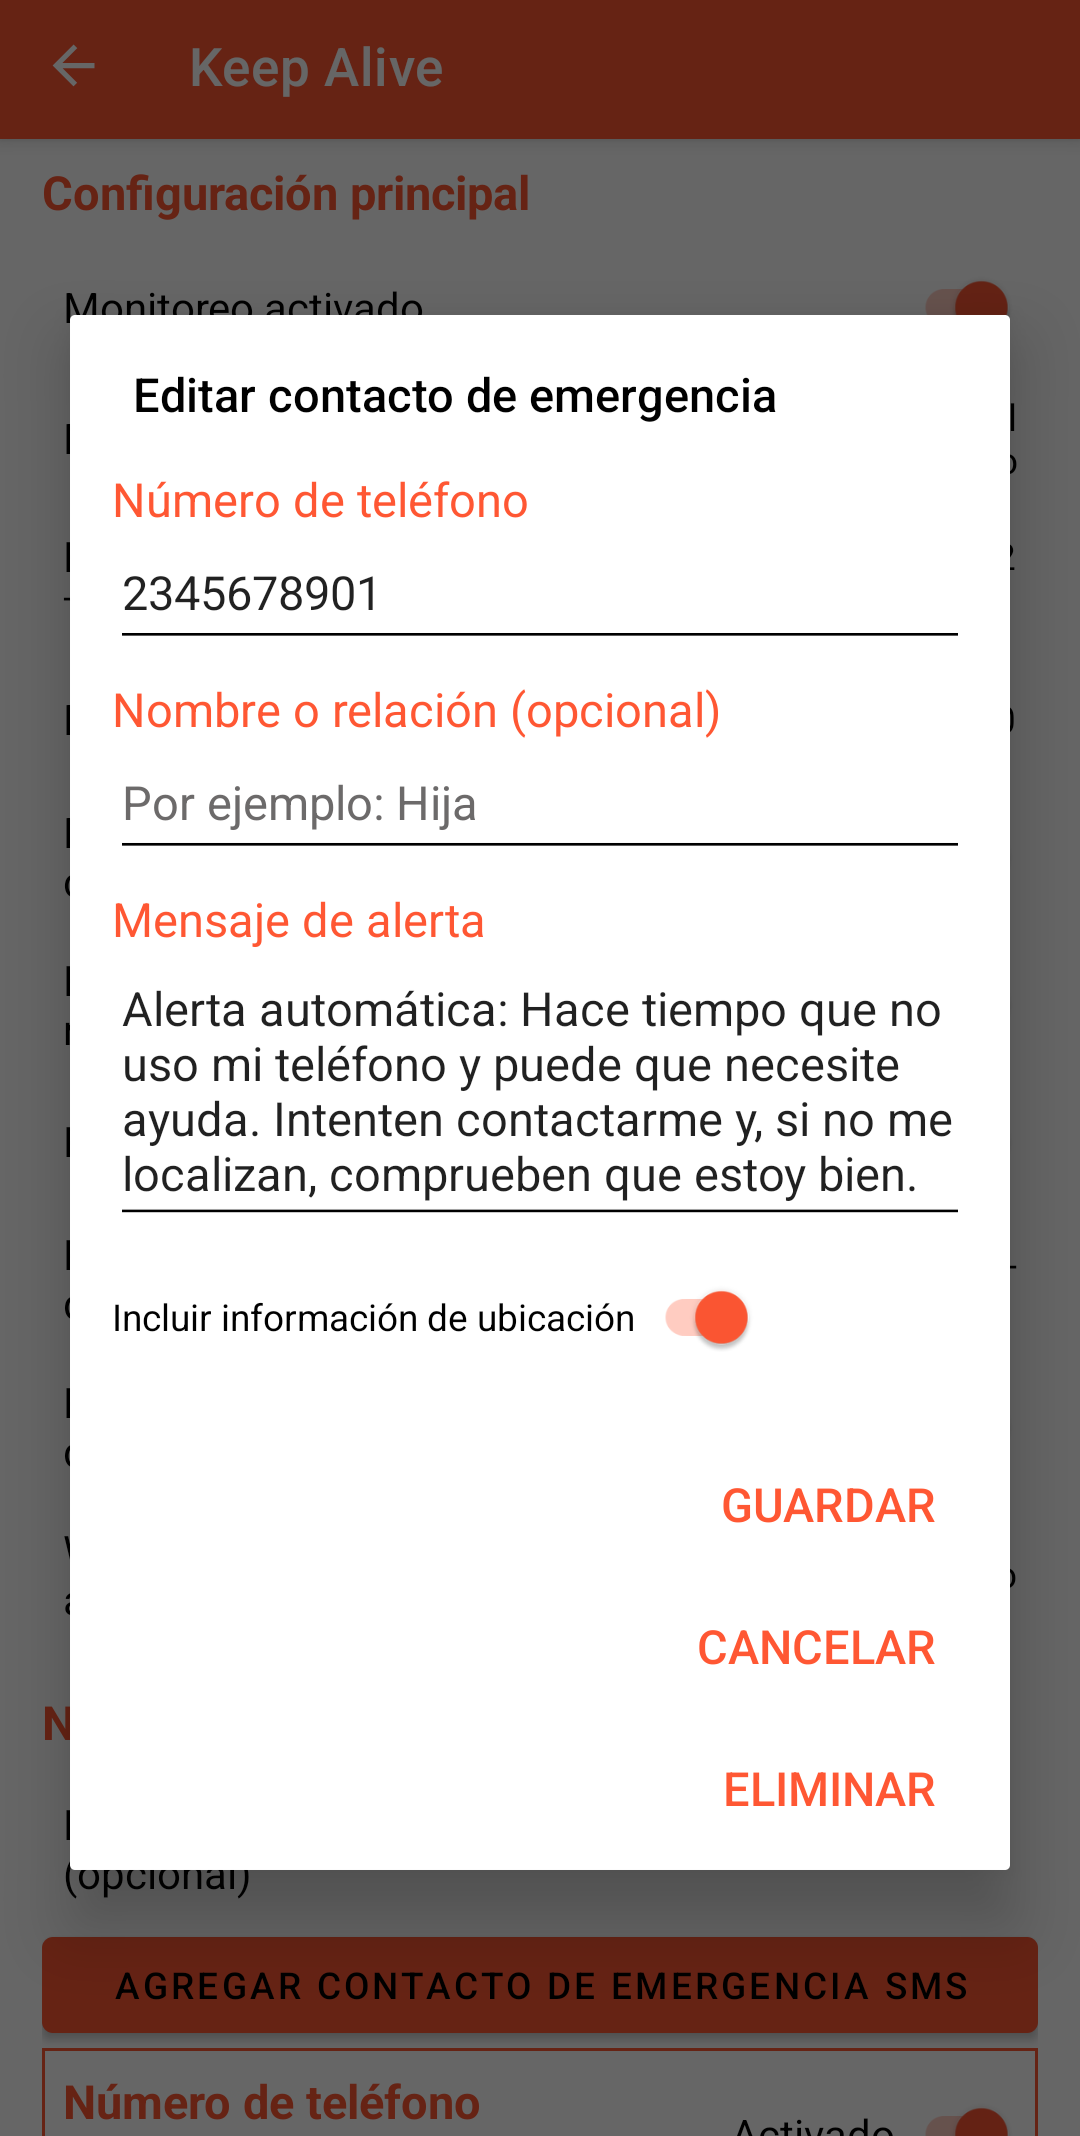 Keep Alive
Configuración principal
Monitoreo activado
Editar contacto de emergencia
Número de teléfono
2345678901
Nombre o relación (opcional)
Por ejemplo: Hija
Mensaje de alerta
Alerta automática: Hace tiempo que no
uso mi teléfono y puede que necesite
ayuda. Intenten contactarme y, si no me
localizan, comprueben que estoy bien.
Incluir información de ubicación
GUARDAR
CANCELAR
ELIMINAR
(opcional)
AGREGAR CONTACTO DE EMERGENCIA SMS
Número de teléfono
Activado